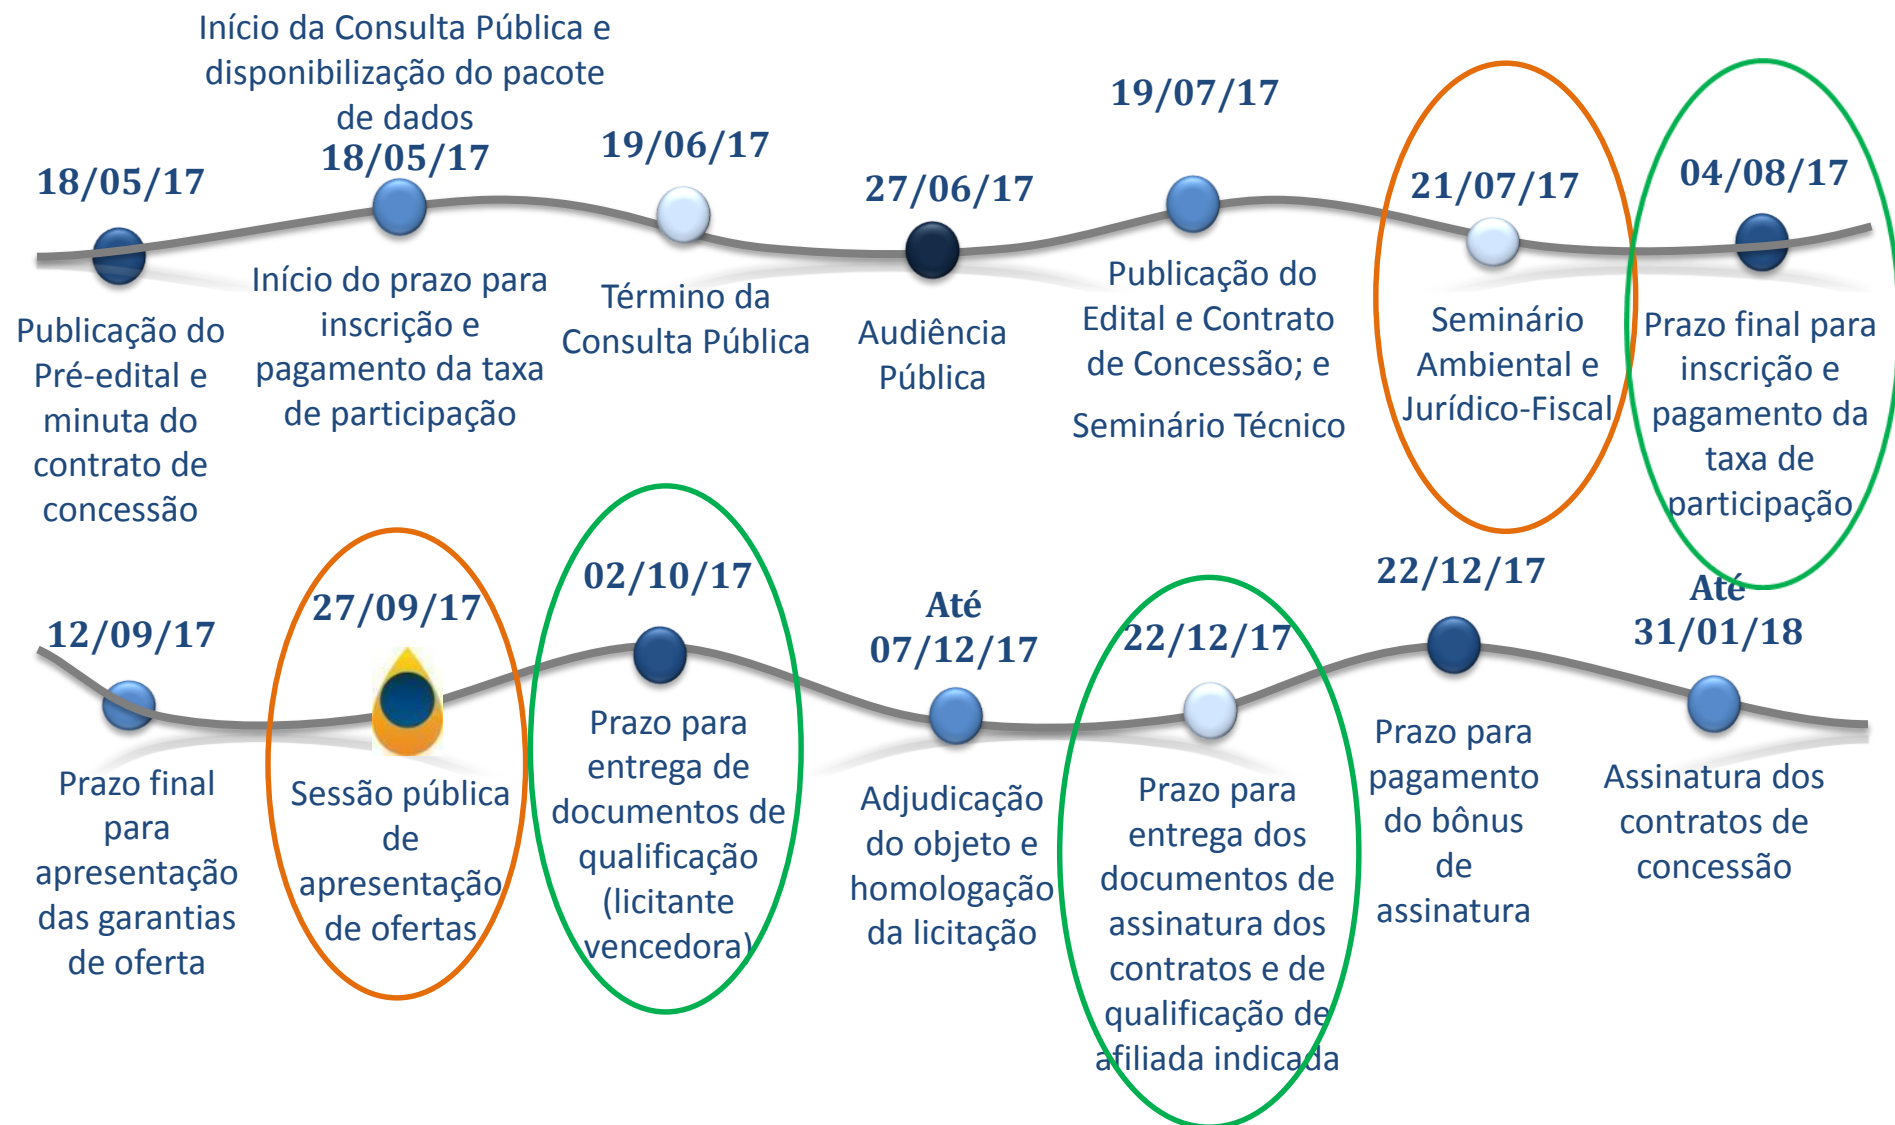 18/05/17
Publicação do
Pré-edital e
minuta do
contrato de
concessão
Início da Consulta Pública e
disponibilização do pacote
de dados
18/05/17
Início do prazo para
inscrição e
pagamento da taxa
de participação
19/06/17
Término da
Consulta Pública
27/06/17
Audiência
Pública
19/07/17
Publicação do
Edital e Contrato
de Concessão; e
Seminário Técnico
21/07/17
Seminário
Ambiental e
Jurídico-Fiscal
04/08/17
Prazo final para
inscrição e
pagamento da
taxa de
participação
12/09/17
Prazo final
para
apresentação
das garantias
de oferta
27/09/17
Sessão pública
de
apresentação
de ofertas
02/10/17
Prazo para
entrega de
documentos de
qualificação
(licitante
vencedora)
Até
07/12/17
Adjudicação
do objeto e
homologação
da licitação
22/12/17
Prazo para
entrega dos
documentos de
assinatura dos
contratos e de
qualificação de
afiliada indicada
22/12/17
Prazo para
pagamento
do bônus
de
assinatura
Até
31/01/18
Assinatura dos
contratos de
concessão